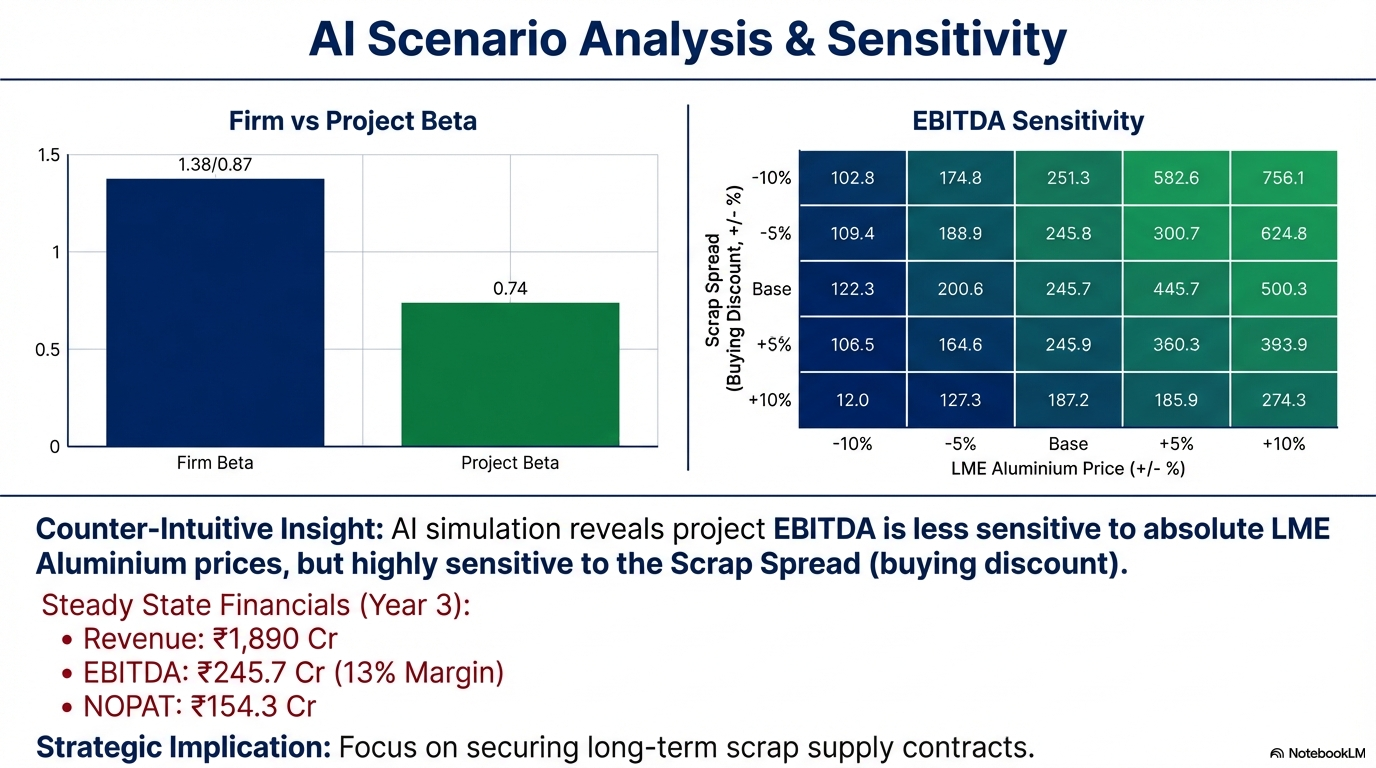 AI Scenario Analysis & Sensitivity
Firm vs Project Beta
1.5
1
0.5
0
1.38/0.87
0.74
Firm Beta
Project Beta
EBITDA Sensitivity
Scrap Spread
(Buying Discount, +/- %)
-10% 102.8 174.8 251.3 582.6 756.1
-5% 109.4 188.9 245.8 300.7 624.8
Base 122.3 200.6 245.7 445.7 500.3
+5% 106.5 164.6 245.9 360.3 393.9
+10% 12.0 127.3 187.2 185.9 274.3
-10% -5% Base +5% +10%
LME Aluminium Price (+/- %)
Counter-Intuitive Insight: AI simulation reveals project EBITDA is less sensitive to absolute LME
Aluminium prices, but highly sensitive to the Scrap Spread (buying discount).
Steady State Financials (Year 3):
• Revenue: ₹1,890 Cr
• EBITDA: ₹245.7 Cr (13% Margin)
• NOPAT: ₹154.3 Cr
Strategic Implication: Focus on securing long-term scrap supply contracts.
NotebookLM